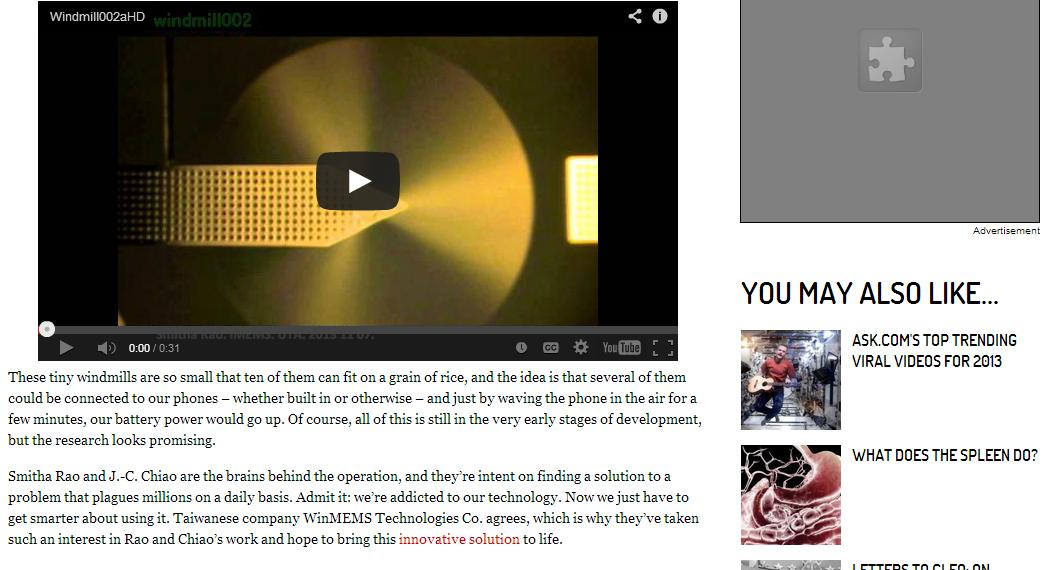 Windmill002aHD
windmill002
Smitha Rao, iMEMS, UTA, 2013 11 07.
0:00 / 0:31
CC
YouTube
These tiny windmills are so small that ten of them can fit on a grain of rice, and the idea is that several of them
could be connected to our phones – whether built in or otherwise – and just by waving the phone in the air for a
few minutes, our battery power would go up. Of course, all of this is still in the very early stages of development,
but the research looks promising.
Smitha Rao and J.-C. Chiao are the brains behind the operation, and they're intent on finding a solution to a
problem that plagues millions on a daily basis. Admit it: we're addicted to our technology. Now we just have to
get smarter about using it. Taiwanese company WinMEMS Technologies Co. agrees, which is why they've taken
such an interest in Rao and Chiao's work and hope to bring this innovative solution to life.
Advertisement
YOU MAY ALSO LIKE...
ASK.COM'S TOP TRENDING
VIRAL VIDEOS FOR 2013
WHAT DOES THE SPLEEN DO?
LETTERS TO CLEO: ON